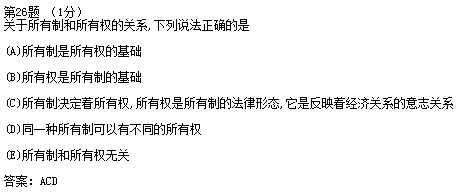 第26题 （1分）
关于所有制和所有权的关系,下列说法正确的是
(A)所有制是所有权的基础
(B)所有权是所有制的基础
(C)所有制决定着所有权,所有权是所有制的法律形态,它是反映着经济关系的意志关系
(D)同一种所有制可以有不同的所有权
(E)所有制和所有权无关
答案：ACD